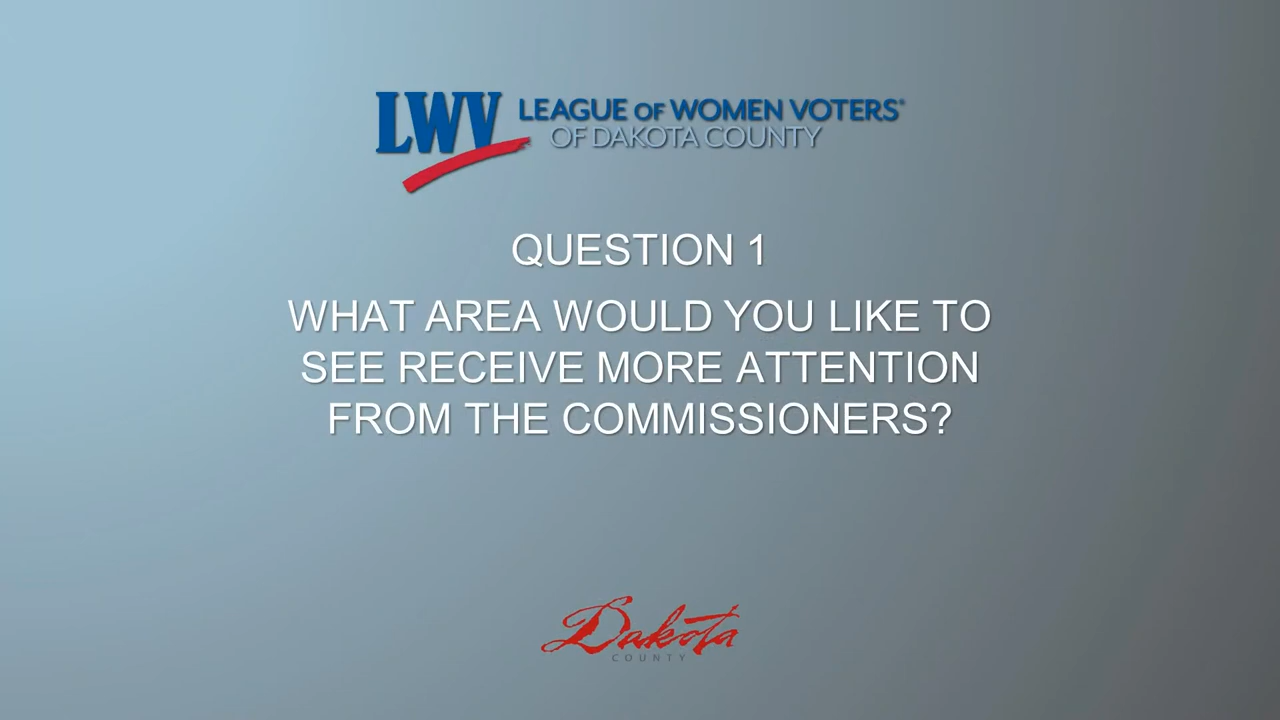 LWV LEAGUE OF WOMEN VOTERS®
OF DAKOTA COUNTY
QUESTION 1
WHAT AREA WOULD YOU LIKE TO
SEE RECEIVE MORE ATTENTION
FROM THE COMMISSIONERS?
Dakota
COUNTY